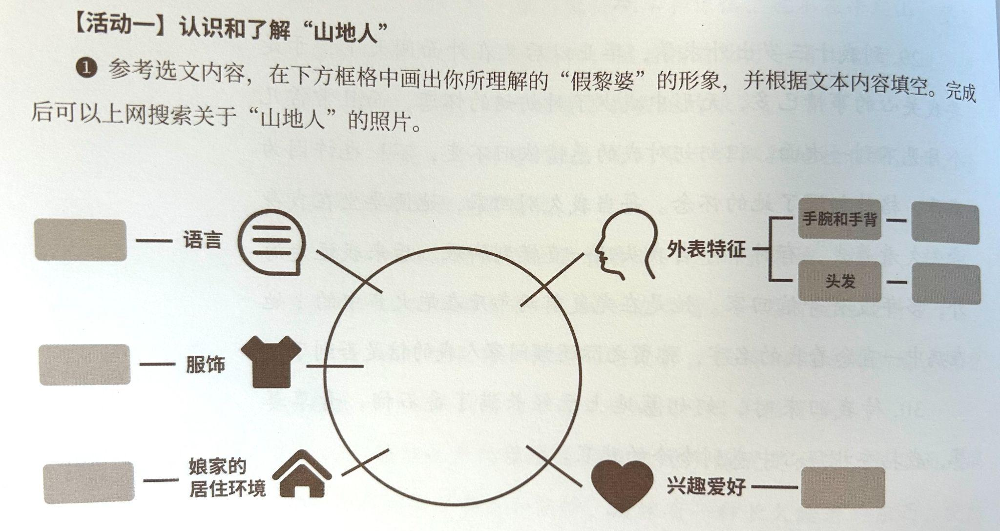 【活动一】认识和了解“山地人”
❶ 参考选文内容，在下方框格中画出你所理解的“假黎婆”的形象，并根据文本内容填空。完成
后可以上网搜索关于“山地人”的照片。
语言
外表特征
手腕和手背
头发
服饰
娘家的
居住环境
兴趣爱好